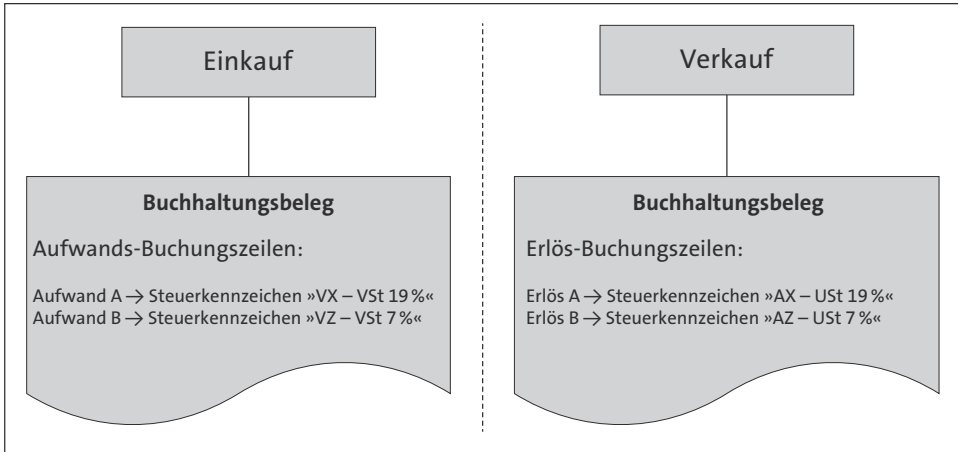 Einkauf
Buchhaltungsbeleg
Aufwands-Buchungszeilen:
Aufwand A → Steuerkennzeichen »VX – VSt 19 %«
Aufwand B → Steuerkennzeichen »VZ – VSt 7 %«
Verkauf
Buchhaltungsbeleg
Erlös-Buchungszeilen:
Erlös A → Steuerkennzeichen »AX – USt 19 %«
Erlös B → Steuerkennzeichen »AZ – USt 7 %«